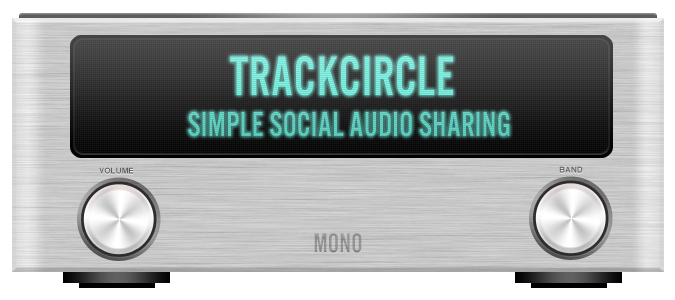 TRACKCIRCLE
SIMPLE SOCIAL AUDIO SHARING
VOLUME
BAND
MONO